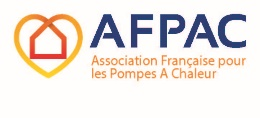 AFPAC
Association Française pour
les Pompes A Chaleur